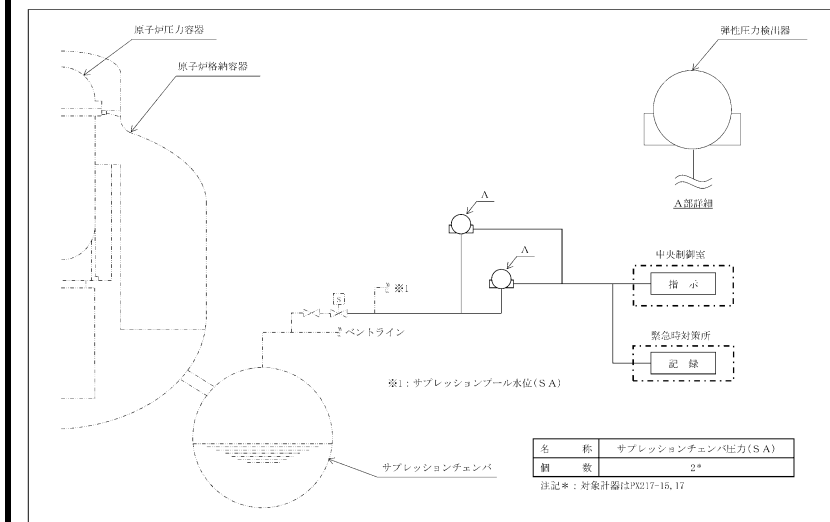 原子炉圧力容器
原子炉格納容器
弾性圧力検出器
A部詳細
A
A
中央制御室
指 示
緊急時対策所
記 録
S
※1
ベントライン
※1：サプレッションプール水位(SA)
サプレッションチェンバ
名 称 サプレッションチェンバ圧力(SA)
個 数 2*
注記*：対象計器はPX217-15,17